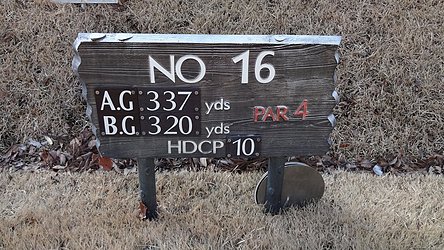 NO 16
A.G 337 yds
PAR 4
B.G. 320 yds
HDCP 10